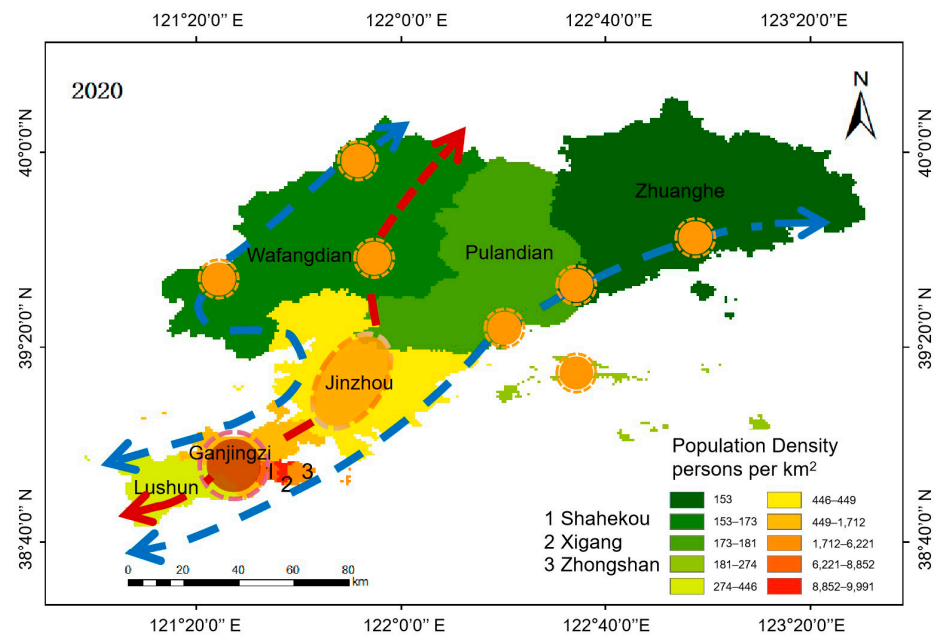 121°20'0" E 122°0'0" E 122°40'0" E 123°20'0" E
2020
N
40°0'0" N
40°0'0" N
Zhuanghe
Wafangdian
Pulandian
39°20'0" N
39°20'0" N
Jinzhou
Ganjingzi
1
2
3
Lushun
Population Density
persons per km²
153
153–173
173–181
181–274
274–446
446–449
449–1,712
1,712–6,221
6,221–8,852
8,852–9,991
1 Shahekou
2 Xigang
3 Zhongshan
38°40'0" N
38°40'0" N
0 20 40 60 80
km
121°20'0" E 122°0'0" E 122°40'0" E 123°20'0" E